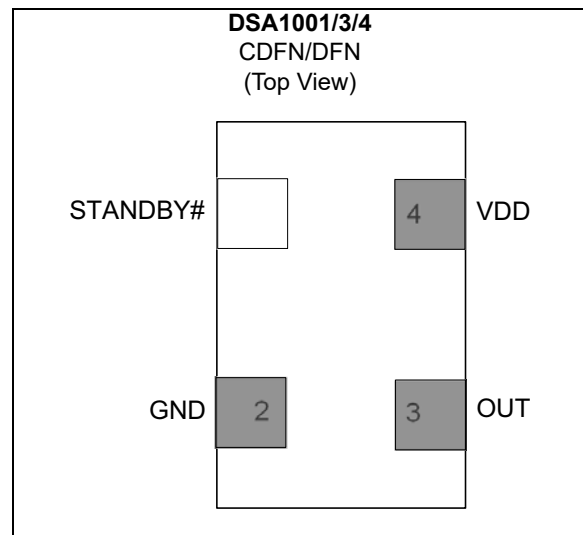 DSA1001/3/4
CDFN/DFN
(Top View)
STANDBY#
4 VDD
GND 2
3 OUT